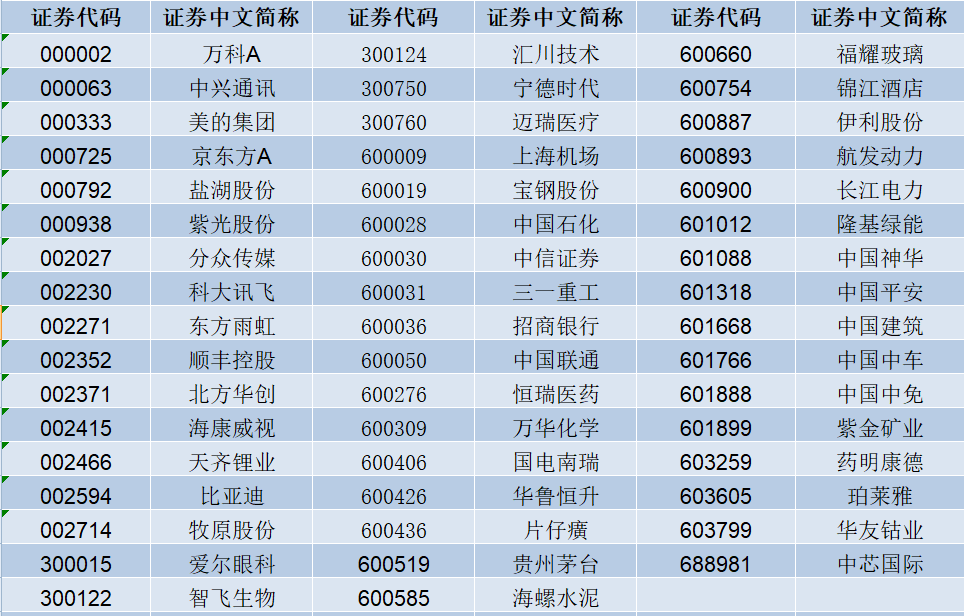 证券代码 证券中文简称 证券代码 证券中文简称 证券代码 证券中文简称
000002 万科A 300124 汇川技术 600660 福耀玻璃
000063 中兴通讯 300750 宁德时代 600754 锦江酒店
000333 美的集团 300760 迈瑞医疗 600887 伊利股份
000725 京东方A 600009 上海机场 600893 航发动力
000792 盐湖股份 600019 宝钢股份 600900 长江电力
000938 紫光股份 600028 中国石化 601012 隆基绿能
002027 分众传媒 600030 中信证券 601088 中国神华
002230 科大讯飞 600031 三一重工 601318 中国平安
002271 东方雨虹 600036 招商银行 601668 中国建筑
002352 顺丰控股 600050 中国联通 601766 中国中车
002371 北方华创 600276 恒瑞医药 601888 中国中免
002415 海康威视 600309 万华化学 601899 紫金矿业
002466 天齐锂业 600406 国电南瑞 603259 药明康德
002594 比亚迪 600426 华鲁恒升 603605 珀莱雅
002714 牧原股份 600436 片仔癀 603799 华友钴业
300015 爱尔眼科 600519 贵州茅台 688981 中芯国际
300122 智飞生物 600585 海螺水泥